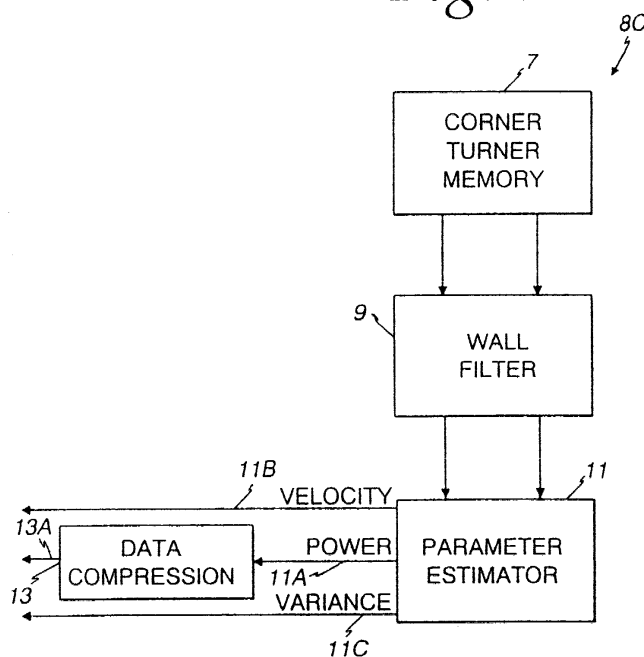 8C
7
CORNER
TURNER
MEMORY
9
WALL
FILTER
11B
VELOCITY
11
13A
DATA
COMPRESSION
POWER
11A
PARAMETER
ESTIMATOR
13
VARIANCE
11C